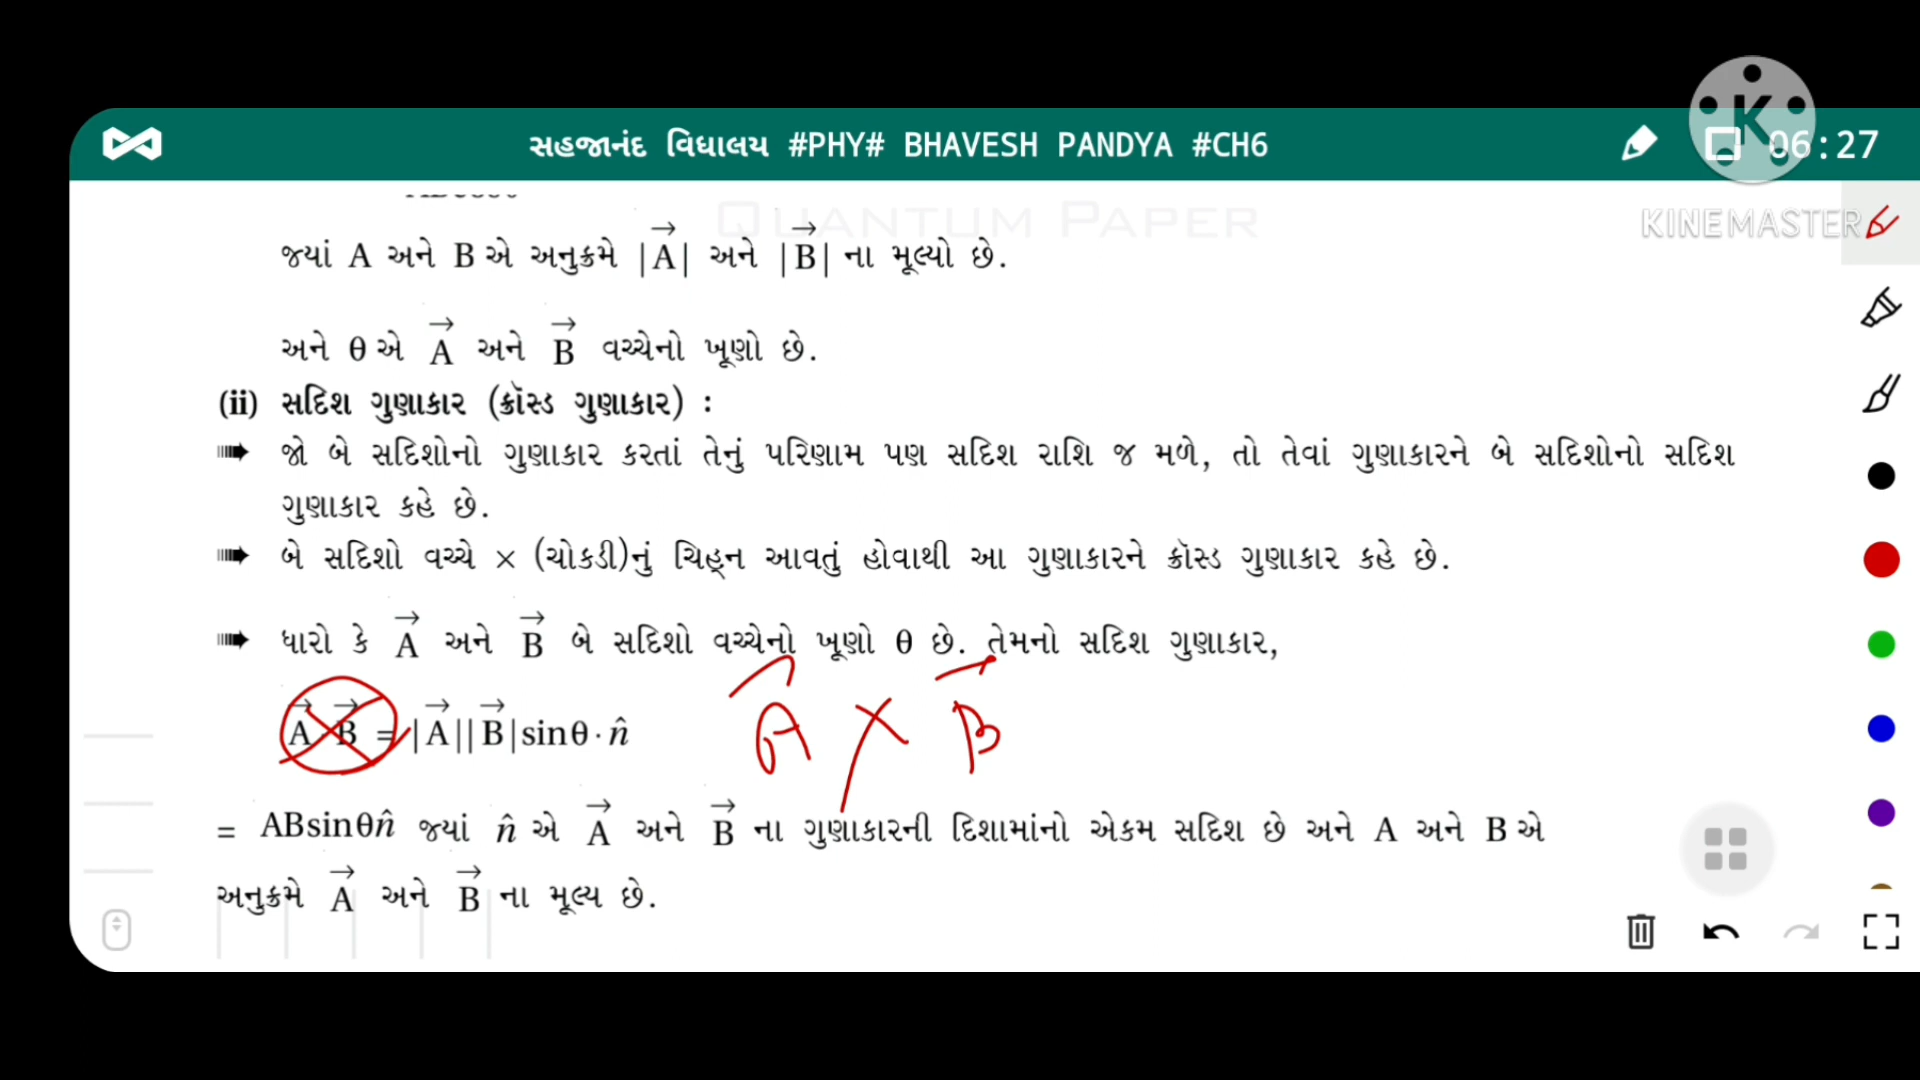 સહજાનંદ વિધાલય #PHY# BHAVESH PANDYA #CH6
06:27
QUANTUM PAPER
KINEMASTER
જ્યાં A અને B એ અનુક્રમે |A⃗| અને |B⃗| ના મૂલ્યો છે.
અને θ એ A⃗ અને B⃗ વચ્ચેનો ખૂણો છે.
(ii) સદિશ ગુણાકાર (ક્રૉસ્ડ ગુણાકાર) :
➠ જો બે સદિશોનો ગુણાકાર કરતાં તેનું પરિણામ પણ સદિશ રાશિ જ મળે, તો તેવાં ગુણાકારને બે સદિશોનો સદિશ
ગુણાકાર કહે છે.
➠ બે સદિશો વચ્ચે × (ચોકડી)નું ચિહ્ન આવતું હોવાથી આ ગુણાકારને ક્રૉસ્ડ ગુણાકાર કહે છે.
➠ ધારો કે A⃗ અને B⃗ બે સદિશો વચ્ચેનો ખૂણો θ છે. તેમનો સદિશ ગુણાકાર,
A⃗ B⃗ = |A⃗||B⃗|sinθ·n̂ A⃗ × B⃗
= ABsinθn̂ જ્યાં n̂ એ A⃗ અને B⃗ ના ગુણાકારની દિશામાંનો એકમ સદિશ છે અને A અને B એ
અનુક્રમે A⃗ અને B⃗ ના મૂલ્ય છે.